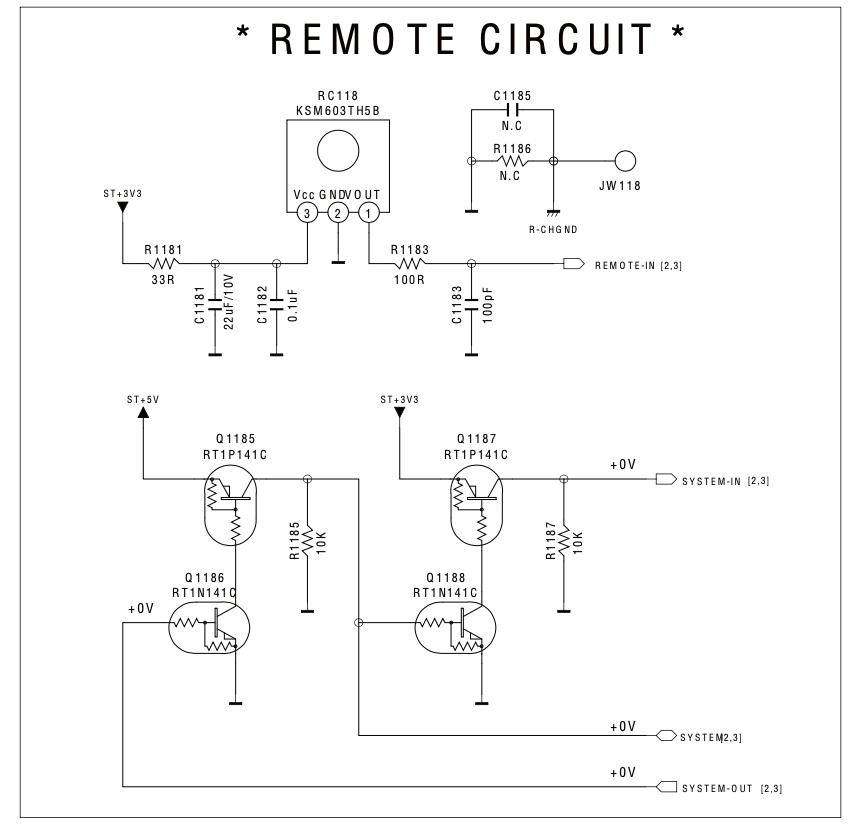 * REMOTE CIRCUIT *
RC118
KSM603TH5B
Vcc GND VOUT
3 2 1
C1185
N.C
R1186
N.C
JW118
R-CHGND
ST+3V3
R1181
33R
C1181
22uF/10V
C1182
0.1uF
R1183
100R
C1183
100pF
REMOTE-IN [2,3]
ST+5V
Q1185
RT1P141C
R1185
10K
Q1186
RT1N141C
+0V
ST+3V3
Q1187
RT1P141C
R1187
10K
Q1188
RT1N141C
+0V
SYSTEM-IN [2,3]
+0V
SYSTEM[2,3]
+0V
SYSTEM-OUT [2,3]